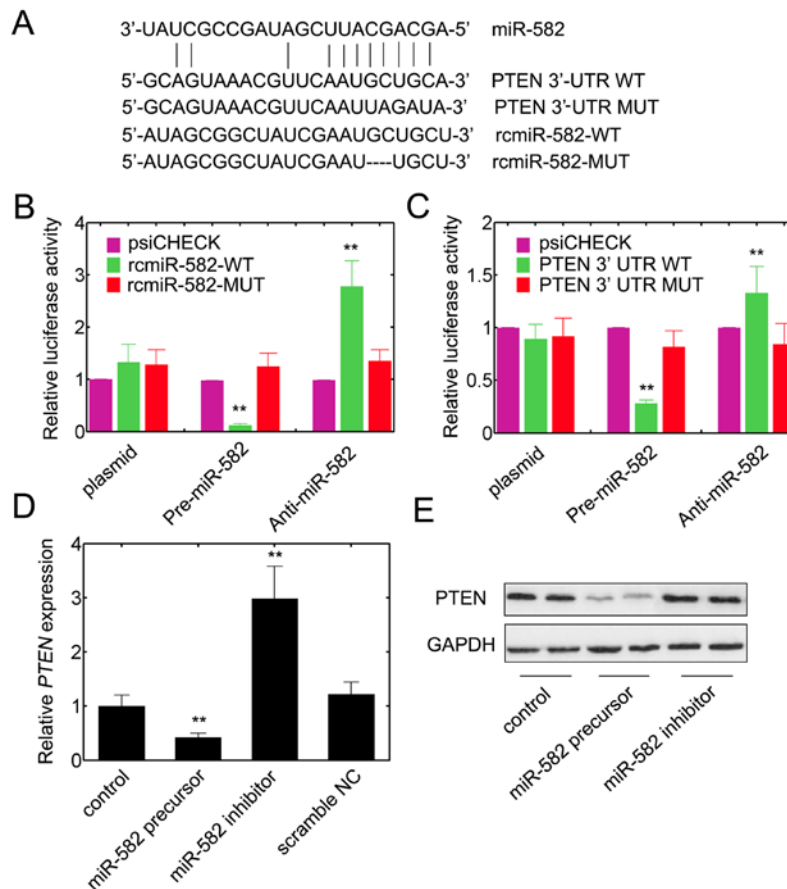 A
3'-UAUCGCCGAUAGCUUACGACGA-5' miR-582
5'-GCAGUAAACGUUCAAUGCUGCA-3' PTEN 3'-UTR WT
5'-GCAGUAAACGUUCAAUUAGAUA-3' PTEN 3'-UTR MUT
5'-AUAGCGGCUAUCGAAUGCUGCU-3' rcmiR-582-WT
5'-AUAGCGGCUAUCGAAU----UGCU-3' rcmiR-582-MUT
B
Relative luciferase activity
4
3
2
1
0
psiCHECK
rcmiR-582-WT
rcmiR-582-MUT
**
**
plasmid
Pre-miR-582
Anti-miR-582
C
Relative luciferase activity
2
1.5
1
0.5
0
psiCHECK
PTEN 3' UTR WT
PTEN 3' UTR MUT
**
**
plasmid
Pre-miR-582
Anti-miR-582
D
Relative PTEN expression
4
3
2
1
0
**
**
control
miR-582 precursor
miR-582 inhibitor
scramble NC
E
PTEN
GAPDH
control
miR-582 precursor
miR-582 inhibitor